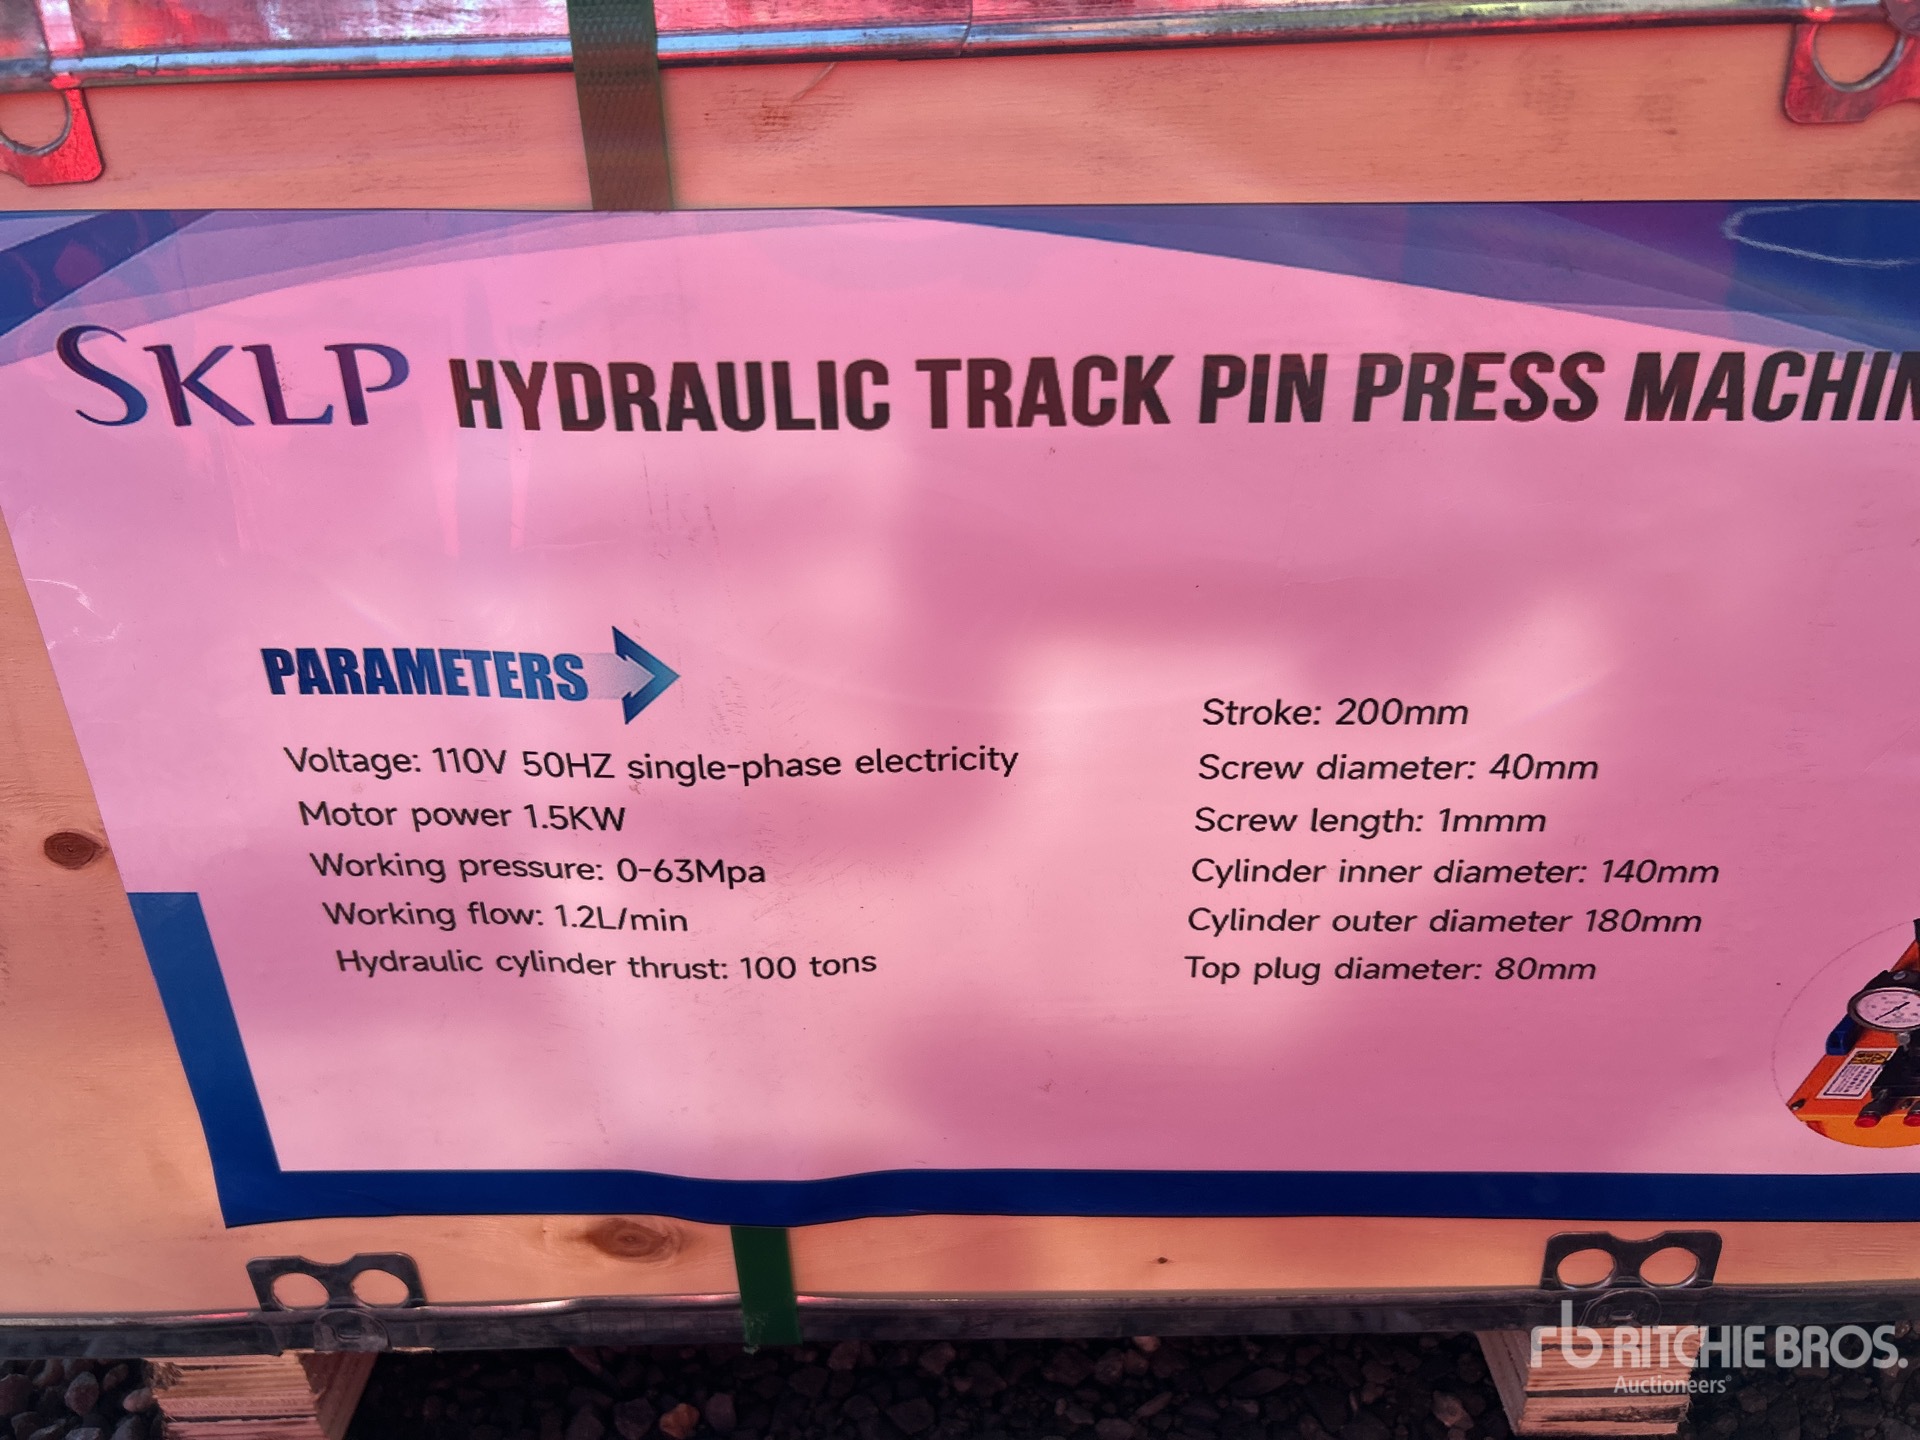 SKLP HYDRAULIC TRACK PIN PRESS MACHIN
PARAMETERS
Voltage: 110V 50HZ single-phase electricity
Motor power 1.5KW
Working pressure: 0-63Mpa
Working flow: 1.2L/min
Hydraulic cylinder thrust: 100 tons
Stroke: 200mm
Screw diameter: 40mm
Screw length: 1mmm
Cylinder inner diameter: 140mm
Cylinder outer diameter 180mm
Top plug diameter: 80mm
rb RITCHIE BROS.
Auctioneers